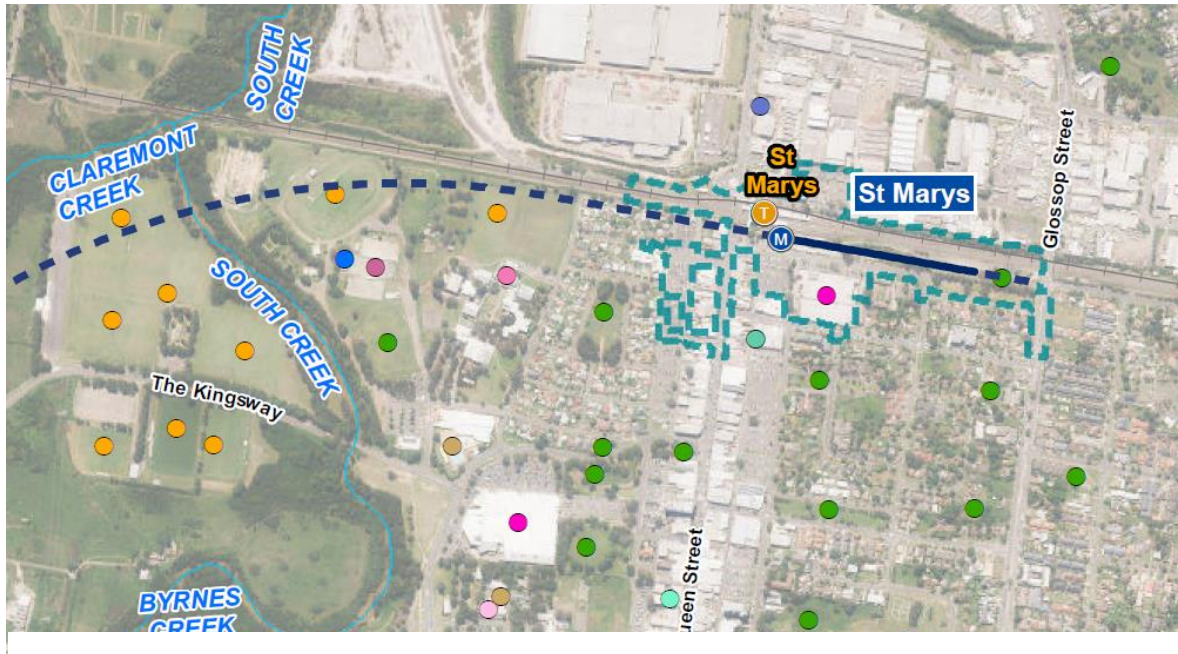 SOUTH
CREEK
CLAREMONT
CREEK
St
Marys
St Marys
T
M
Glossop Street
SOUTH CREEK
The Kingsway
ueen Street
BYRNES
CREEK